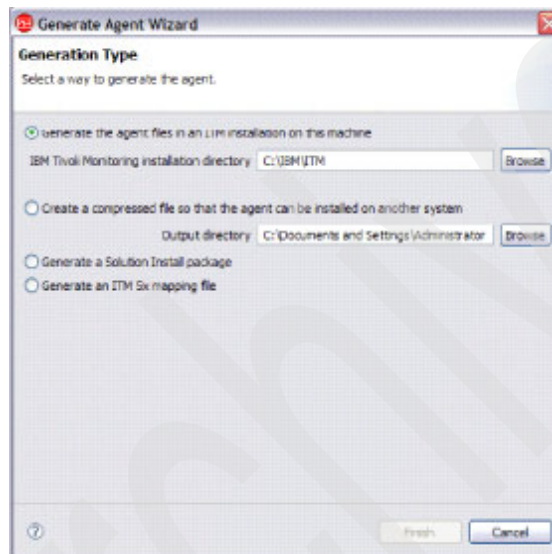 Generate Agent Wizard
Generation Type
Select a way to generate the agent.
Generate the agent files in an ITM installation on this machine
IBM Tivoli Monitoring installation directory C:\IBM\ITM Browse
Create a compressed file so that the agent can be installed on another system
Output directory C:\Documents and Settings\Administrator Browse
Generate a Solution Install package
Generate an ITM 5x mapping file
Finish Cancel